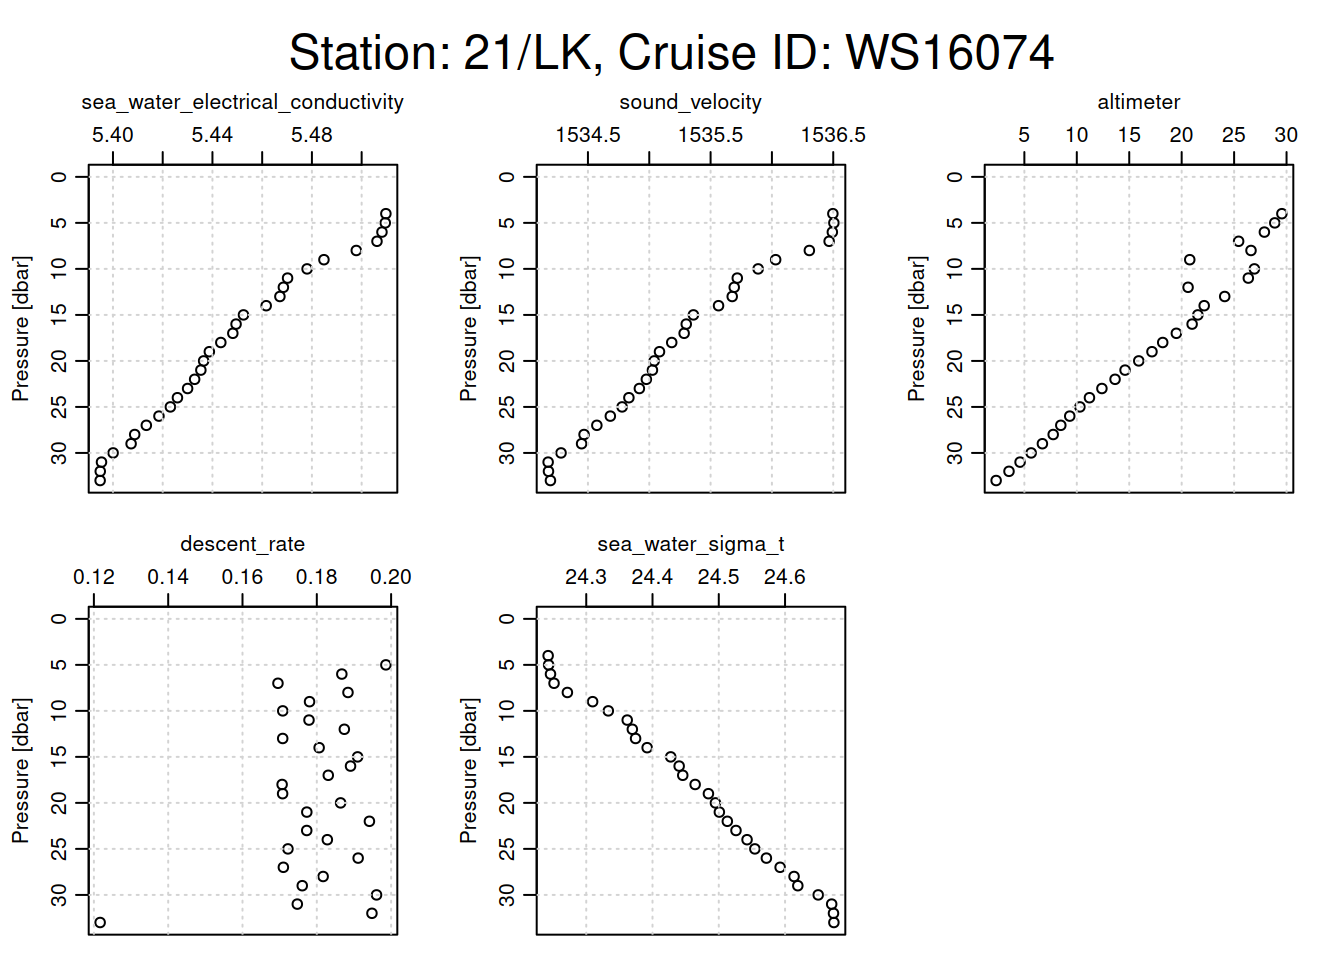 Station: 21/LK, Cruise ID: WS16074
sea_water_electrical_conductivity
5.40 5.44 5.48
Pressure [dbar]
0 5 10 15 20 25 30
sound_velocity
1534.5 1535.5 1536.5
Pressure [dbar]
0 5 10 15 20 25 30
altimeter
5 10 15 20 25 30
Pressure [dbar]
0 5 10 15 20 25 30
descent_rate
0.12 0.14 0.16 0.18 0.20
Pressure [dbar]
0 5 10 15 20 25 30
sea_water_sigma_t
24.3 24.4 24.5 24.6
Pressure [dbar]
0 5 10 15 20 25 30